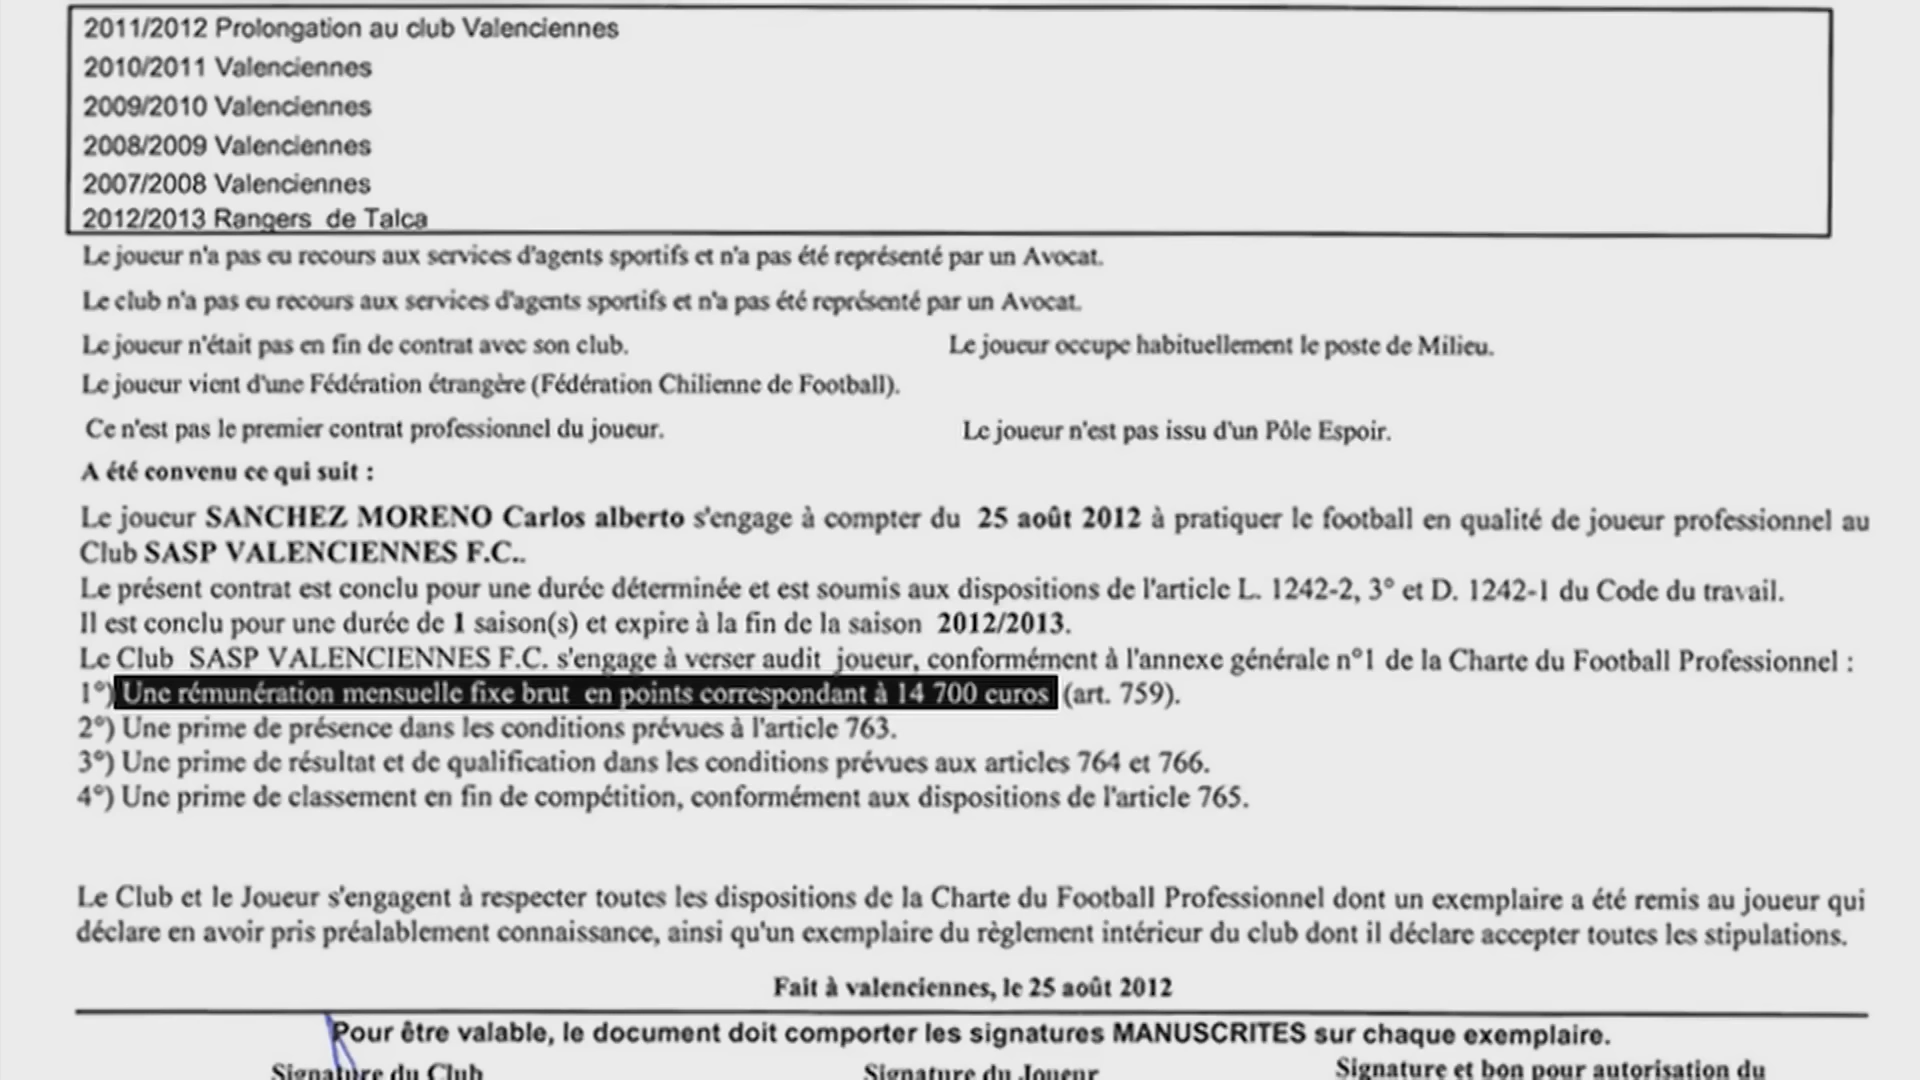 2011/2012 Prolongation au club Valenciennes
2010/2011 Valenciennes
2009/2010 Valenciennes
2008/2009 Valenciennes
2007/2008 Valenciennes
2012/2013 Rangers de Talca
Le joueur n'a pas eu recours aux services d'agents sportifs et n'a pas été représenté par un Avocat.
Le club n'a pas eu recours aux services d'agents sportifs et n'a pas été représenté par un Avocat.
Le joueur n'était pas en fin de contrat avec son club. Le joueur occupe habituellement le poste de Milieu.
Le joueur vient d'une Fédération étrangère (Fédération Chilienne de Football).
Ce n'est pas le premier contrat professionnel du joueur. Le joueur n'est pas issu d'un Pôle Espoir.
A été convenu ce qui suit :
Le joueur SANCHEZ MORENO Carlos alberto s'engage à compter du 25 août 2012 à pratiquer le football en qualité de joueur professionnel au
Club SASP VALENCIENNES F.C..
Le présent contrat est conclu pour une durée déterminée et est soumis aux dispositions de l'article L. 1242-2, 3° et D. 1242-1 du Code du travail.
Il est conclu pour une durée de 1 saison(s) et expire à la fin de la saison 2012/2013.
Le Club SASP VALENCIENNES F.C. s'engage à verser audit joueur, conformément à l'annexe générale n°1 de la Charte du Football Professionnel :
1°) Une rémunération mensuelle fixe brut en points correspondant à 14 700 euros (art. 759).
2°) Une prime de présence dans les conditions prévues à l'article 763.
3°) Une prime de résultat et de qualification dans les conditions prévues aux articles 764 et 766.
4°) Une prime de classement en fin de compétition, conformément aux dispositions de l'article 765.
Le Club et le Joueur s'engagent à respecter toutes les dispositions de la Charte du Football Professionnel dont un exemplaire a été remis au joueur qui
déclare en avoir pris préalablement connaissance, ainsi qu'un exemplaire du règlement intérieur du club dont il déclare accepter toutes les stipulations.
Fait à valenciennes, le 25 août 2012
Pour être valable, le document doit comporter les signatures MANUSCRITES sur chaque exemplaire.
Signature du Club Signature du Joueur Signature et bon pour autorisation du